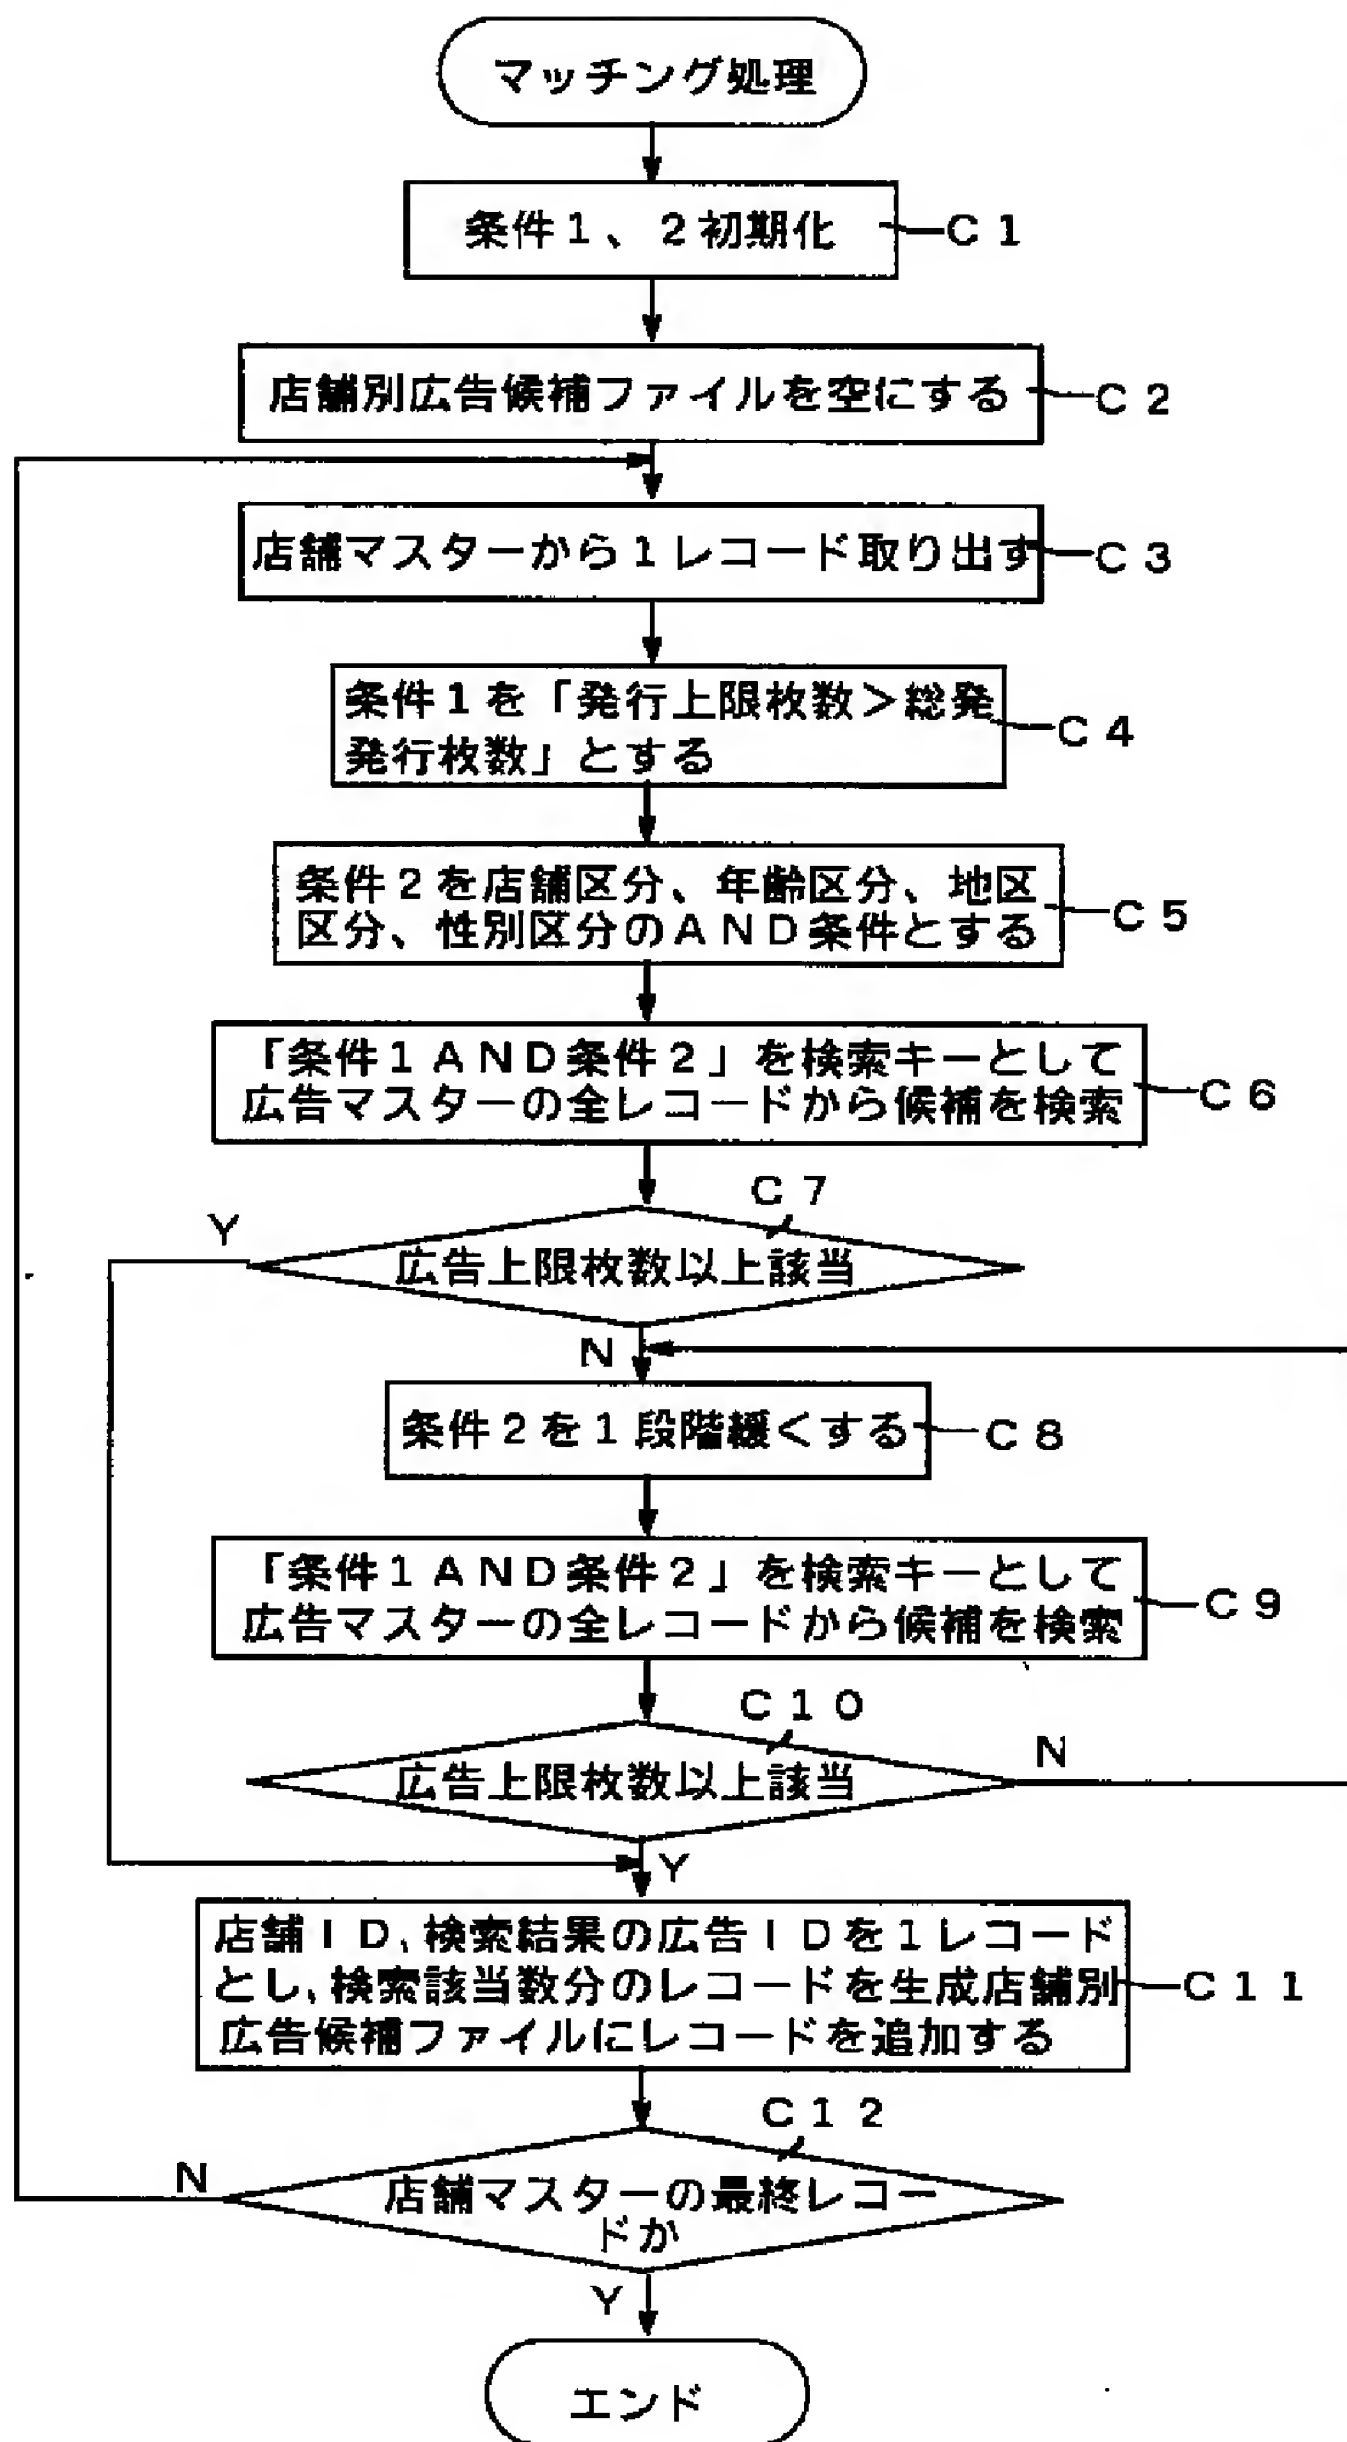 マッチング処理
条件1、2初期化
C1
店舗別広告候補ファイルを空にする
C2
店舗マスターから1レコード取り出す
C3
条件1を「発行上限枚数>総発
発行枚数」とする
C4
条件2を店舗区分、年齢区分、地区
区分、性別区分のAND条件とする
C5
「条件1AND条件2」を検索キーとして
広告マスターの全レコードから候補を検索
C6
C7
Y
広告上限枚数以上該当
N
条件2を1段階緩くする
C8
「条件1AND条件2」を検索キーとして
広告マスターの全レコードから候補を検索
C9
C10
広告上限枚数以上該当
N
Y
店舗ID,検索結果の広告IDを1レコード
とし,検索該当数分のレコードを生成店舗別
広告候補ファイルにレコードを追加する
C11
C12
N
店舗マスターの最終レコー
ドか
Y
エンド